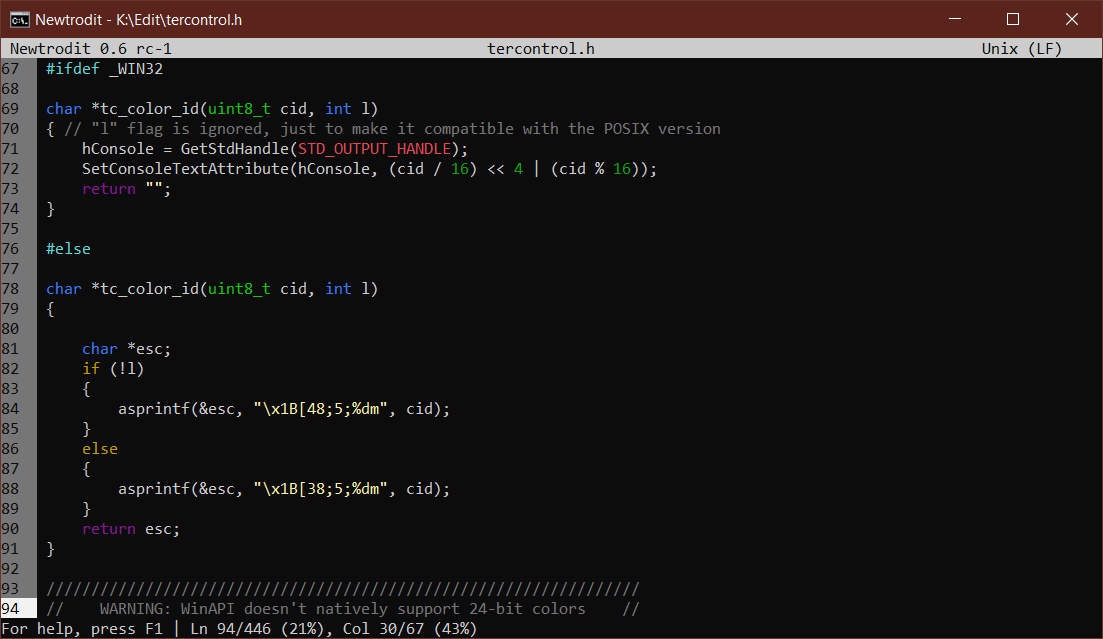 Newtrodit - K:\Edit\tercontrol.h
Newtrodit 0.6 rc-1 tercontrol.h Unix (LF)
67 #ifdef _WIN32
68
69 char *tc_color_id(uint8_t cid, int l)
70 { // "l" flag is ignored, just to make it compatible with the POSIX version
71     hConsole = GetStdHandle(STD_OUTPUT_HANDLE);
72     SetConsoleTextAttribute(hConsole, (cid / 16) << 4 | (cid % 16));
73     return "";
74 }
75
76 #else
77
78 char *tc_color_id(uint8_t cid, int l)
79 {
80
81     char *esc;
82     if (!l)
83     {
84         asprintf(&esc, "\x1B[48;5;%dm", cid);
85     }
86     else
87     {
88         asprintf(&esc, "\x1B[38;5;%dm", cid);
89     }
90     return esc;
91 }
92
93 //////////////////////////////////////////////////////////////////
94 //    WARNING: WinAPI doesn't natively support 24-bit colors    //
For help, press F1 | Ln 94/446 (21%), Col 30/67 (43%)